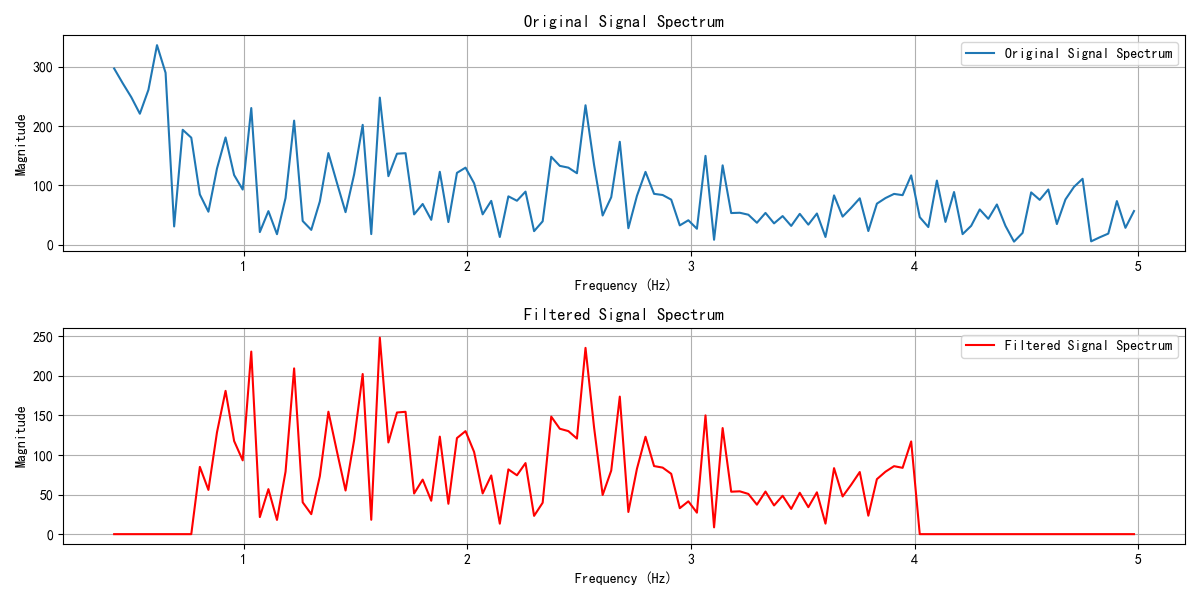 Original Signal Spectrum
Original Signal Spectrum
Magnitude
300
200
100
0
1
2
3
4
5
Frequency (Hz)
Filtered Signal Spectrum
Filtered Signal Spectrum
Magnitude
250
200
150
100
50
0
1
2
3
4
5
Frequency (Hz)